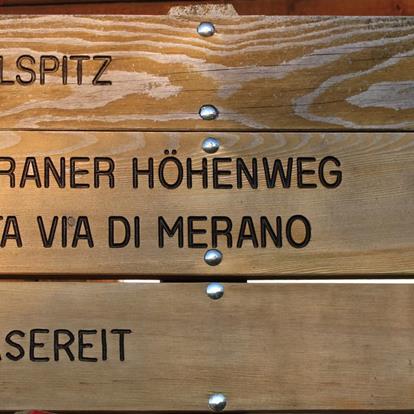 LSPITZ
RANER HÖHENWEG
TA VIA DI MERANO
SEREIT